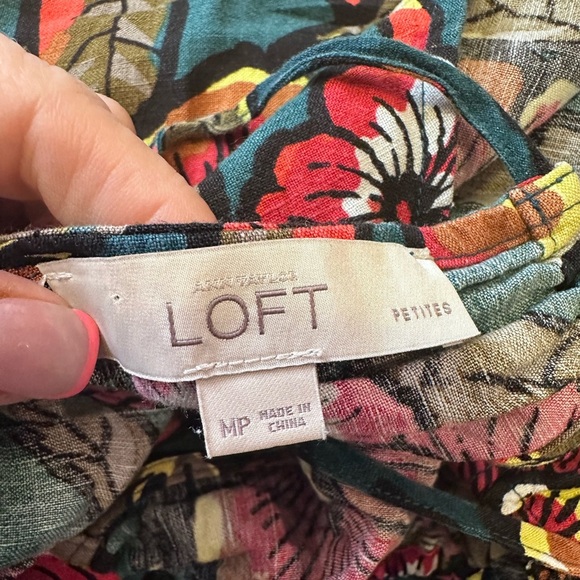 ANN TAYLOR
LOFT
PETITES
MP
MADE IN
CHINA